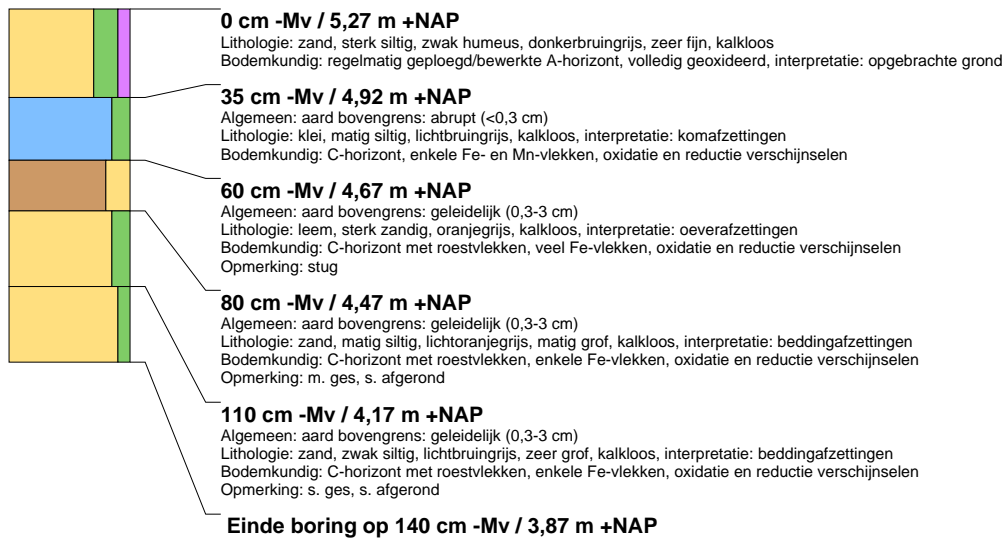 0 cm -Mv / 5,27 m +NAP
Lithologie: zand, sterk siltig, zwak humeus, donkerbruingrijs, zeer fijn, kalkloos
Bodemkundig: regelmatig geploegd/bewerkte A-horizont, volledig geoxideerd, interpretatie: opgebrachte grond
35 cm -Mv / 4,92 m +NAP
Algemeen: aard bovengrens: abrupt (<0,3 cm)
Lithologie: klei, matig siltig, lichtbruingrijs, kalkloos, interpretatie: komafzettingen
Bodemkundig: C-horizont, enkele Fe- en Mn-vlekken, oxidatie en reductie verschijnselen
60 cm -Mv / 4,67 m +NAP
Algemeen: aard bovengrens: geleidelijk (0,3-3 cm)
Lithologie: leem, sterk zandig, oranjegrijs, kalkloos, interpretatie: oeverafzettingen
Bodemkundig: C-horizont met roestvlekken, veel Fe-vlekken, oxidatie en reductie verschijnselen
Opmerking: stug
80 cm -Mv / 4,47 m +NAP
Algemeen: aard bovengrens: geleidelijk (0,3-3 cm)
Lithologie: zand, matig siltig, lichtoranjegrijs, matig grof, kalkloos, interpretatie: beddingafzettingen
Bodemkundig: C-horizont met roestvlekken, enkele Fe-vlekken, oxidatie en reductie verschijnselen
Opmerking: m. ges, s. afgerond
110 cm -Mv / 4,17 m +NAP
Algemeen: aard bovengrens: geleidelijk (0,3-3 cm)
Lithologie: zand, zwak siltig, lichtbruingrijs, zeer grof, kalkloos, interpretatie: beddingafzettingen
Bodemkundig: C-horizont met roestvlekken, enkele Fe-vlekken, oxidatie en reductie verschijnselen
Opmerking: s. ges, s. afgerond
Einde boring op 140 cm -Mv / 3,87 m +NAP